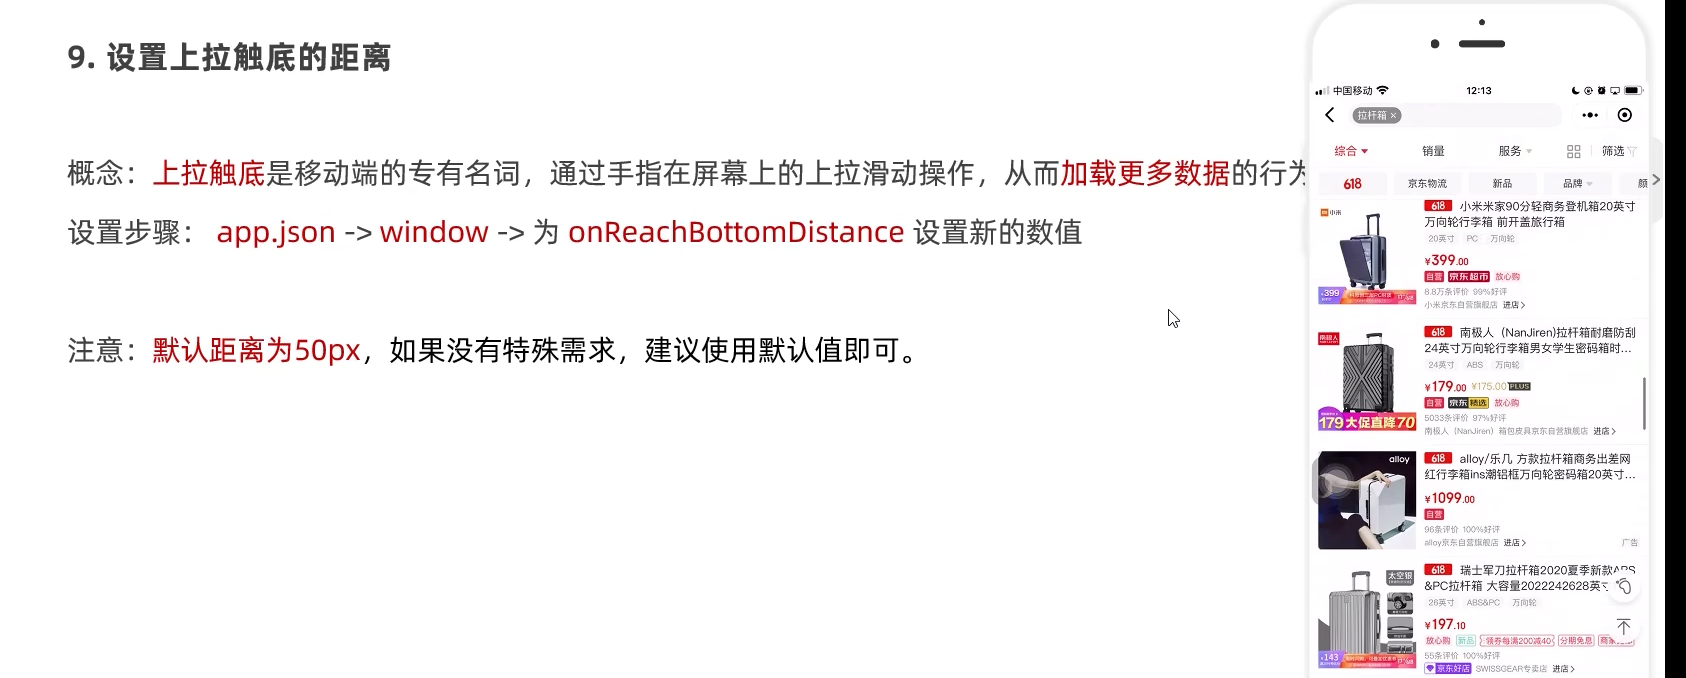 9. 设置上拉触底的距离
概念：上拉触底是移动端的专有名词，通过手指在屏幕上的上拉滑动操作，从而加载更多数据的行为
设置步骤： app.json -> window -> 为 onReachBottomDistance 设置新的数值
注意：默认距离为50px，如果没有特殊需求，建议使用默认值即可。
中国移动
12:13
拉杆箱 ×
综合
销量
服务
筛选
618
京东物流
新品
品牌
颜
小米
618 小米米家90分轻商务登机箱20英寸
万向轮行李箱 前开盖旅行箱
20英寸 PC 万向轮
¥399.00
自营 京东超市 放心购
8.8万条评价 99%好评
小米京东自营旗舰店 进店>
399
南极人
618 南极人（NanJiren)拉杆箱耐磨防刮
24英寸万向轮行李箱男女学生密码箱时...
24英寸 ABS 万向轮
¥179.00 ¥175.00 PLUS
自营 京东精选 放心购
5033条评价 97%好评
南极人（NanJiren）箱包皮具京东自营旗舰店 进店>
179大促直降70
alloy
618 alloy/乐几 方款拉杆箱商务出差网
红行李箱ins潮铝框万向轮密码箱20英寸...
¥1099.00
自营
96条评价 100%好评
alloy京东自营旗舰店 进店>
广告
太空银
618 瑞士军刀拉杆箱2020夏季新款ABS
&PC拉杆箱 大容量2022242628英寸
26英寸 ABS&PC 万向轮
¥197.10
放心购 新品 领券每满200减40 分期免息
55条评价 100%好评
京东好店 SWISSGEAR专卖店 进店>
¥143